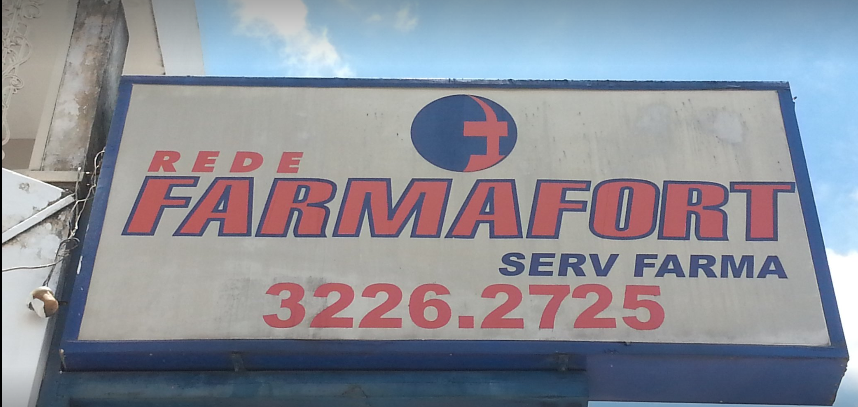 REDE
FARMAFORT
SERV FARMA
3226.2725